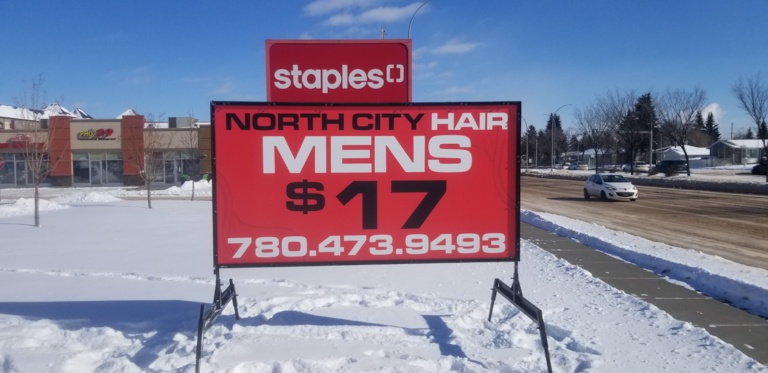 staples
NORTH CITY HAIR
MENS
$17
780.473.9493